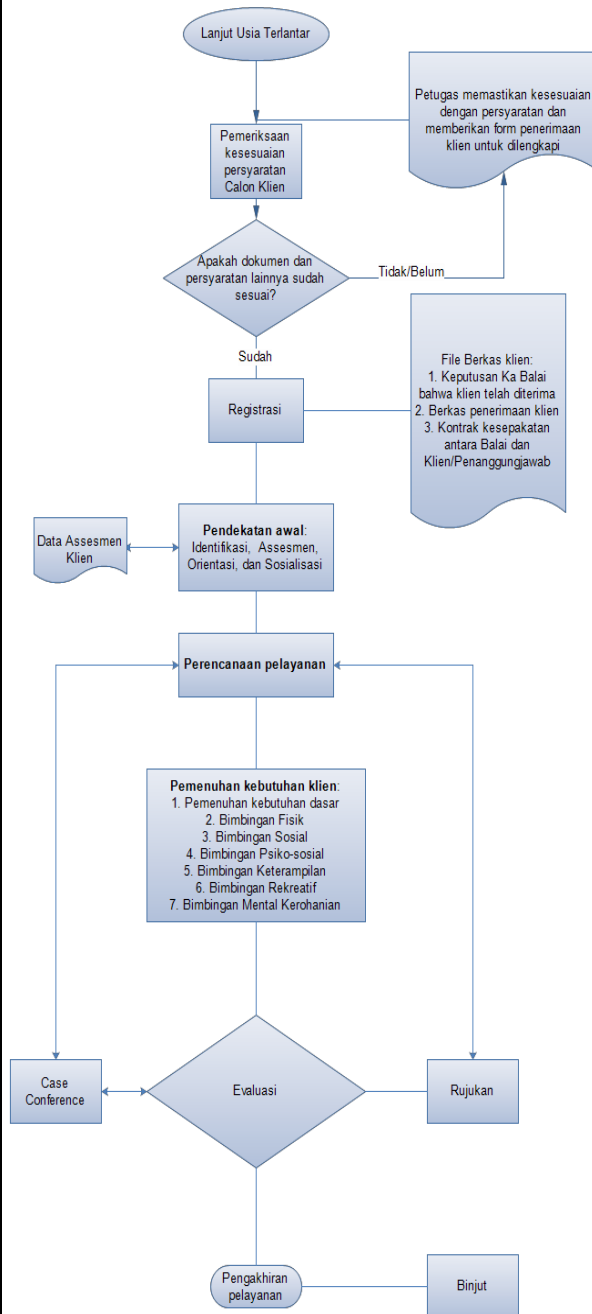 Lanjut Usia Terlantar
Petugas memastikan kesesuaian
dengan persyaratan dan
memberikan form penerimaan
klien untuk dilengkapi
Pemeriksaan
kesesuaian
persyaratan
Calon Klien
Apakah dokumen dan
persyaratan lainnya sudah
sesuai?
Tidak/Belum
Sudah
File Berkas klien:
1. Keputusan Ka Balai
bahwa klien telah diterima
2. Berkas penerimaan klien
3. Kontrak kesepakatan
antara Balai dan
Klien/Penanggungjawab
Registrasi
Data Assesmen
Klien
Pendekatan awal:
Identifikasi, Assesmen,
Orientasi, dan Sosialisasi
Perencanaan pelayanan
Pemenuhan kebutuhan klien:
1. Pemenuhan kebutuhan dasar
2. Bimbingan Fisik
3. Bimbingan Sosial
4. Bimbingan Psiko-sosial
5. Bimbingan Keterampilan
6. Bimbingan Rekreatif
7. Bimbingan Mental Kerohanian
Case
Conference
Evaluasi
Rujukan
Pengakhiran
pelayanan
Binjut